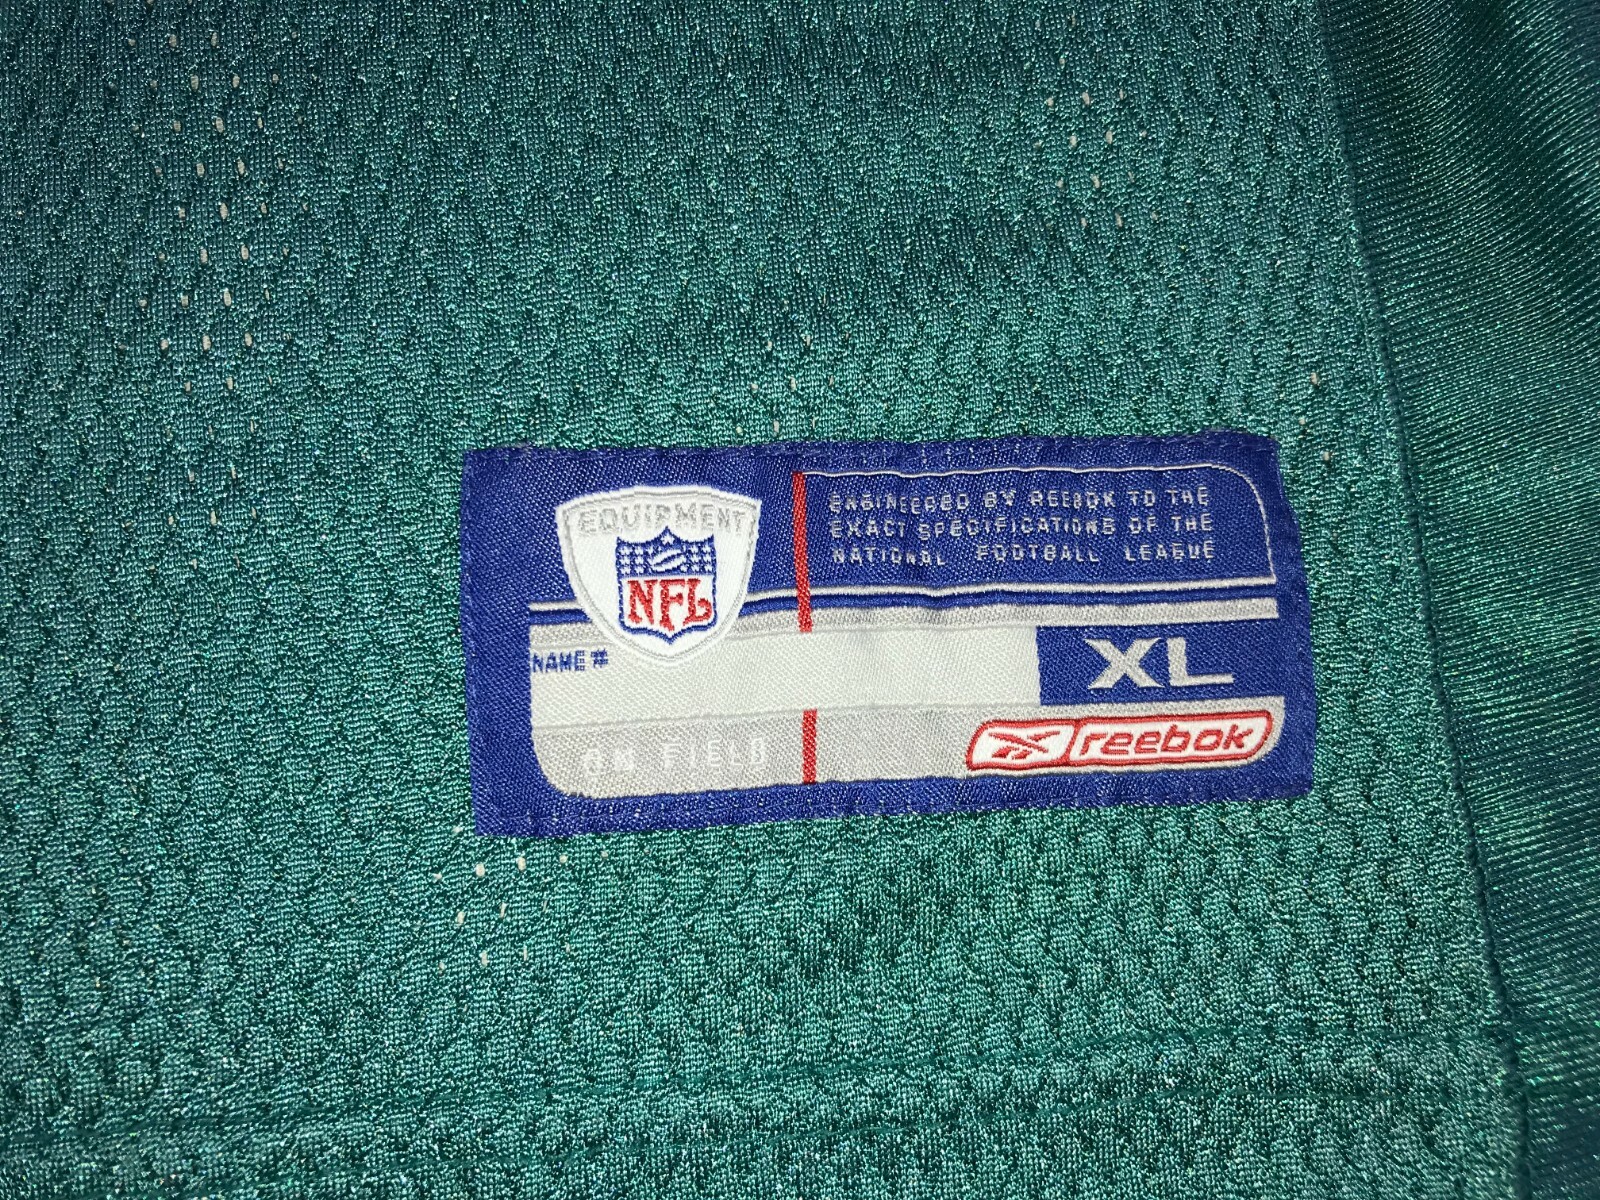 EQUIPMENT
NFL
ENGINEERED BY REEBOK TO THE
EXACT SPECIFICATIONS OF THE
NATIONAL FOOTBALL LEAGUE
NAME #
XL
ON FIELD
reebok